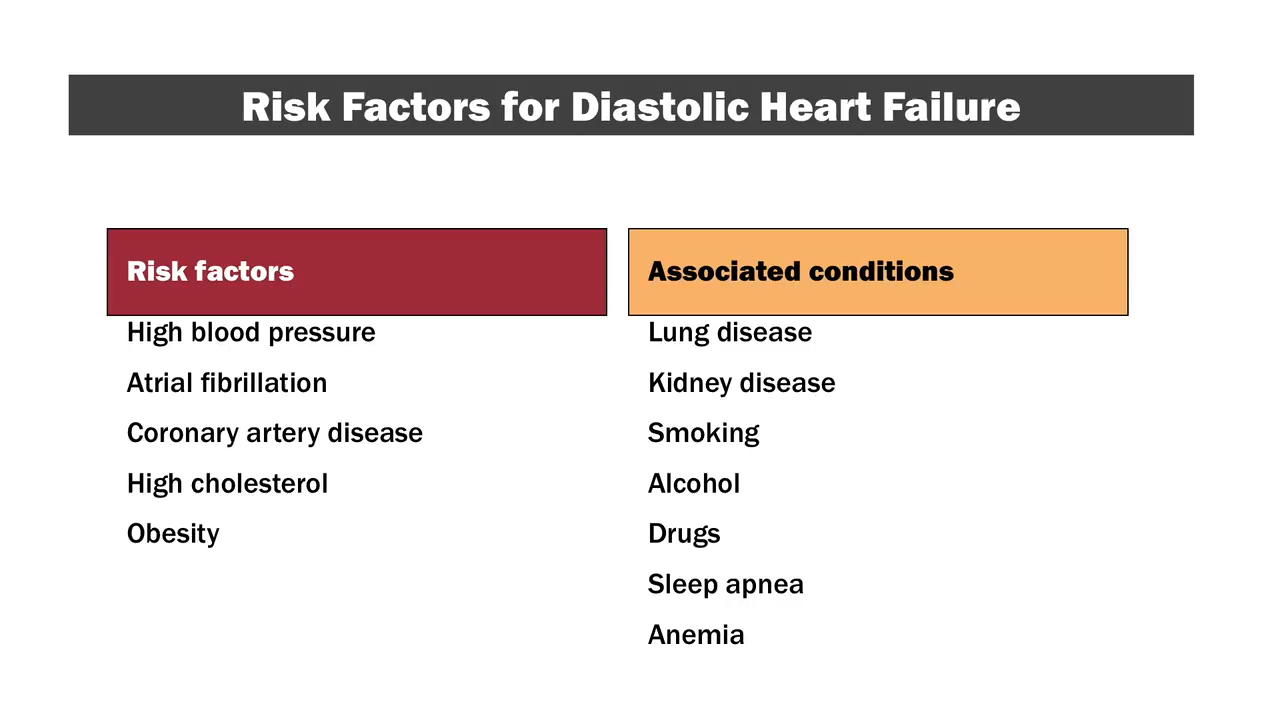 Risk Factors for Diastolic Heart Failure
Risk factors
High blood pressure
Atrial fibrillation
Coronary artery disease
High cholesterol
Obesity
Associated conditions
Lung disease
Kidney disease
Smoking
Alcohol
Drugs
Sleep apnea
Anemia